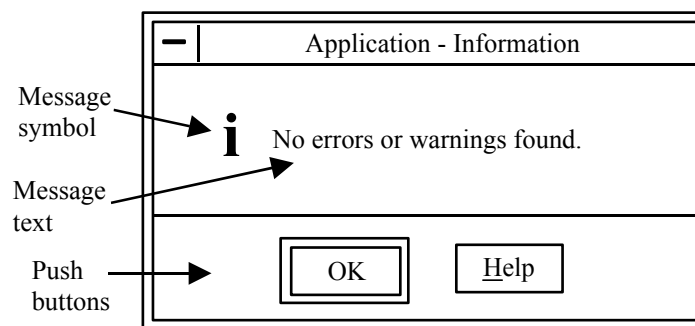 Application - Information
Message
symbol
i
No errors or warnings found.
Message
text
Push
buttons
OK
Help